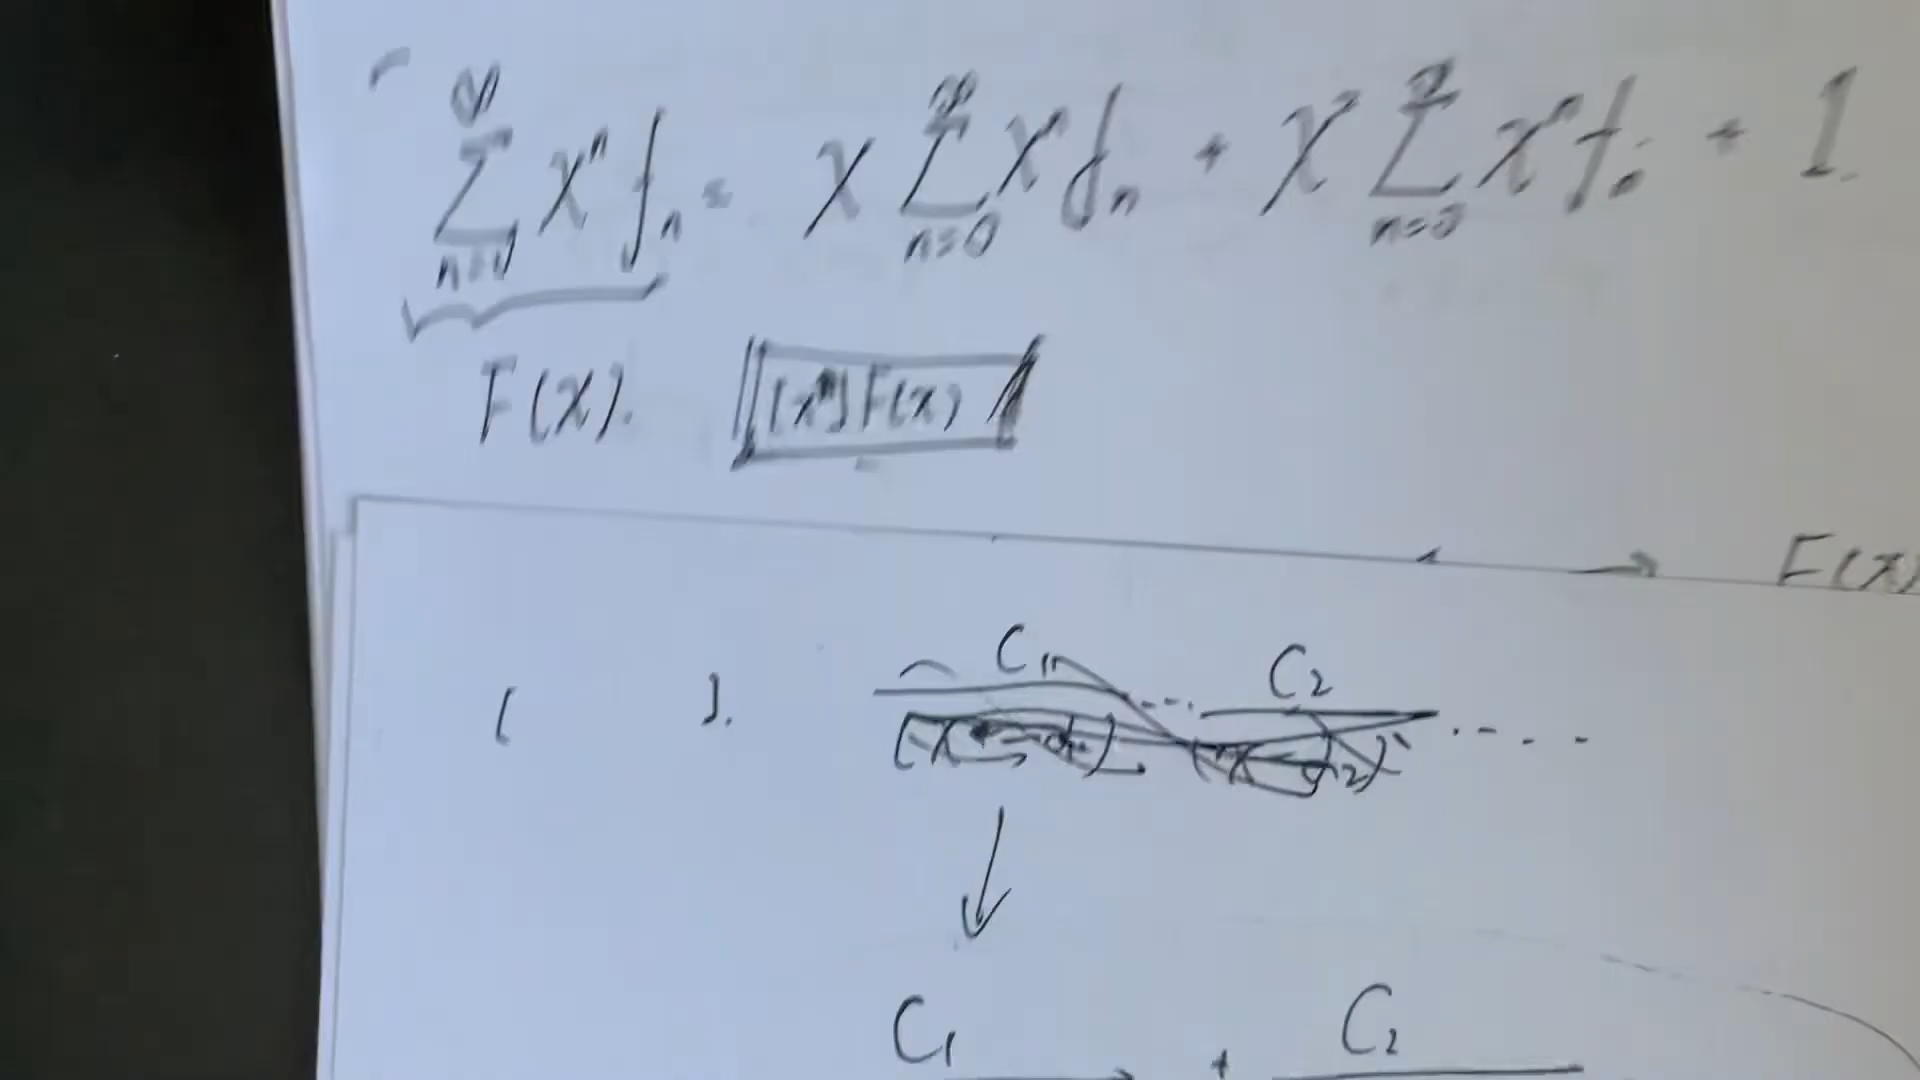 ∑_{n=0}^{∞} xⁿ fₙ = x ∑_{n=0}^{∞} xⁿ fₙ + x² ∑_{n=0}^{∞} xⁿ fₙ + 1.
F(x). [xⁿ]F(x)
→ F(x)
C₁ ... C₂
( ). ....
↓
C₁ + C₂